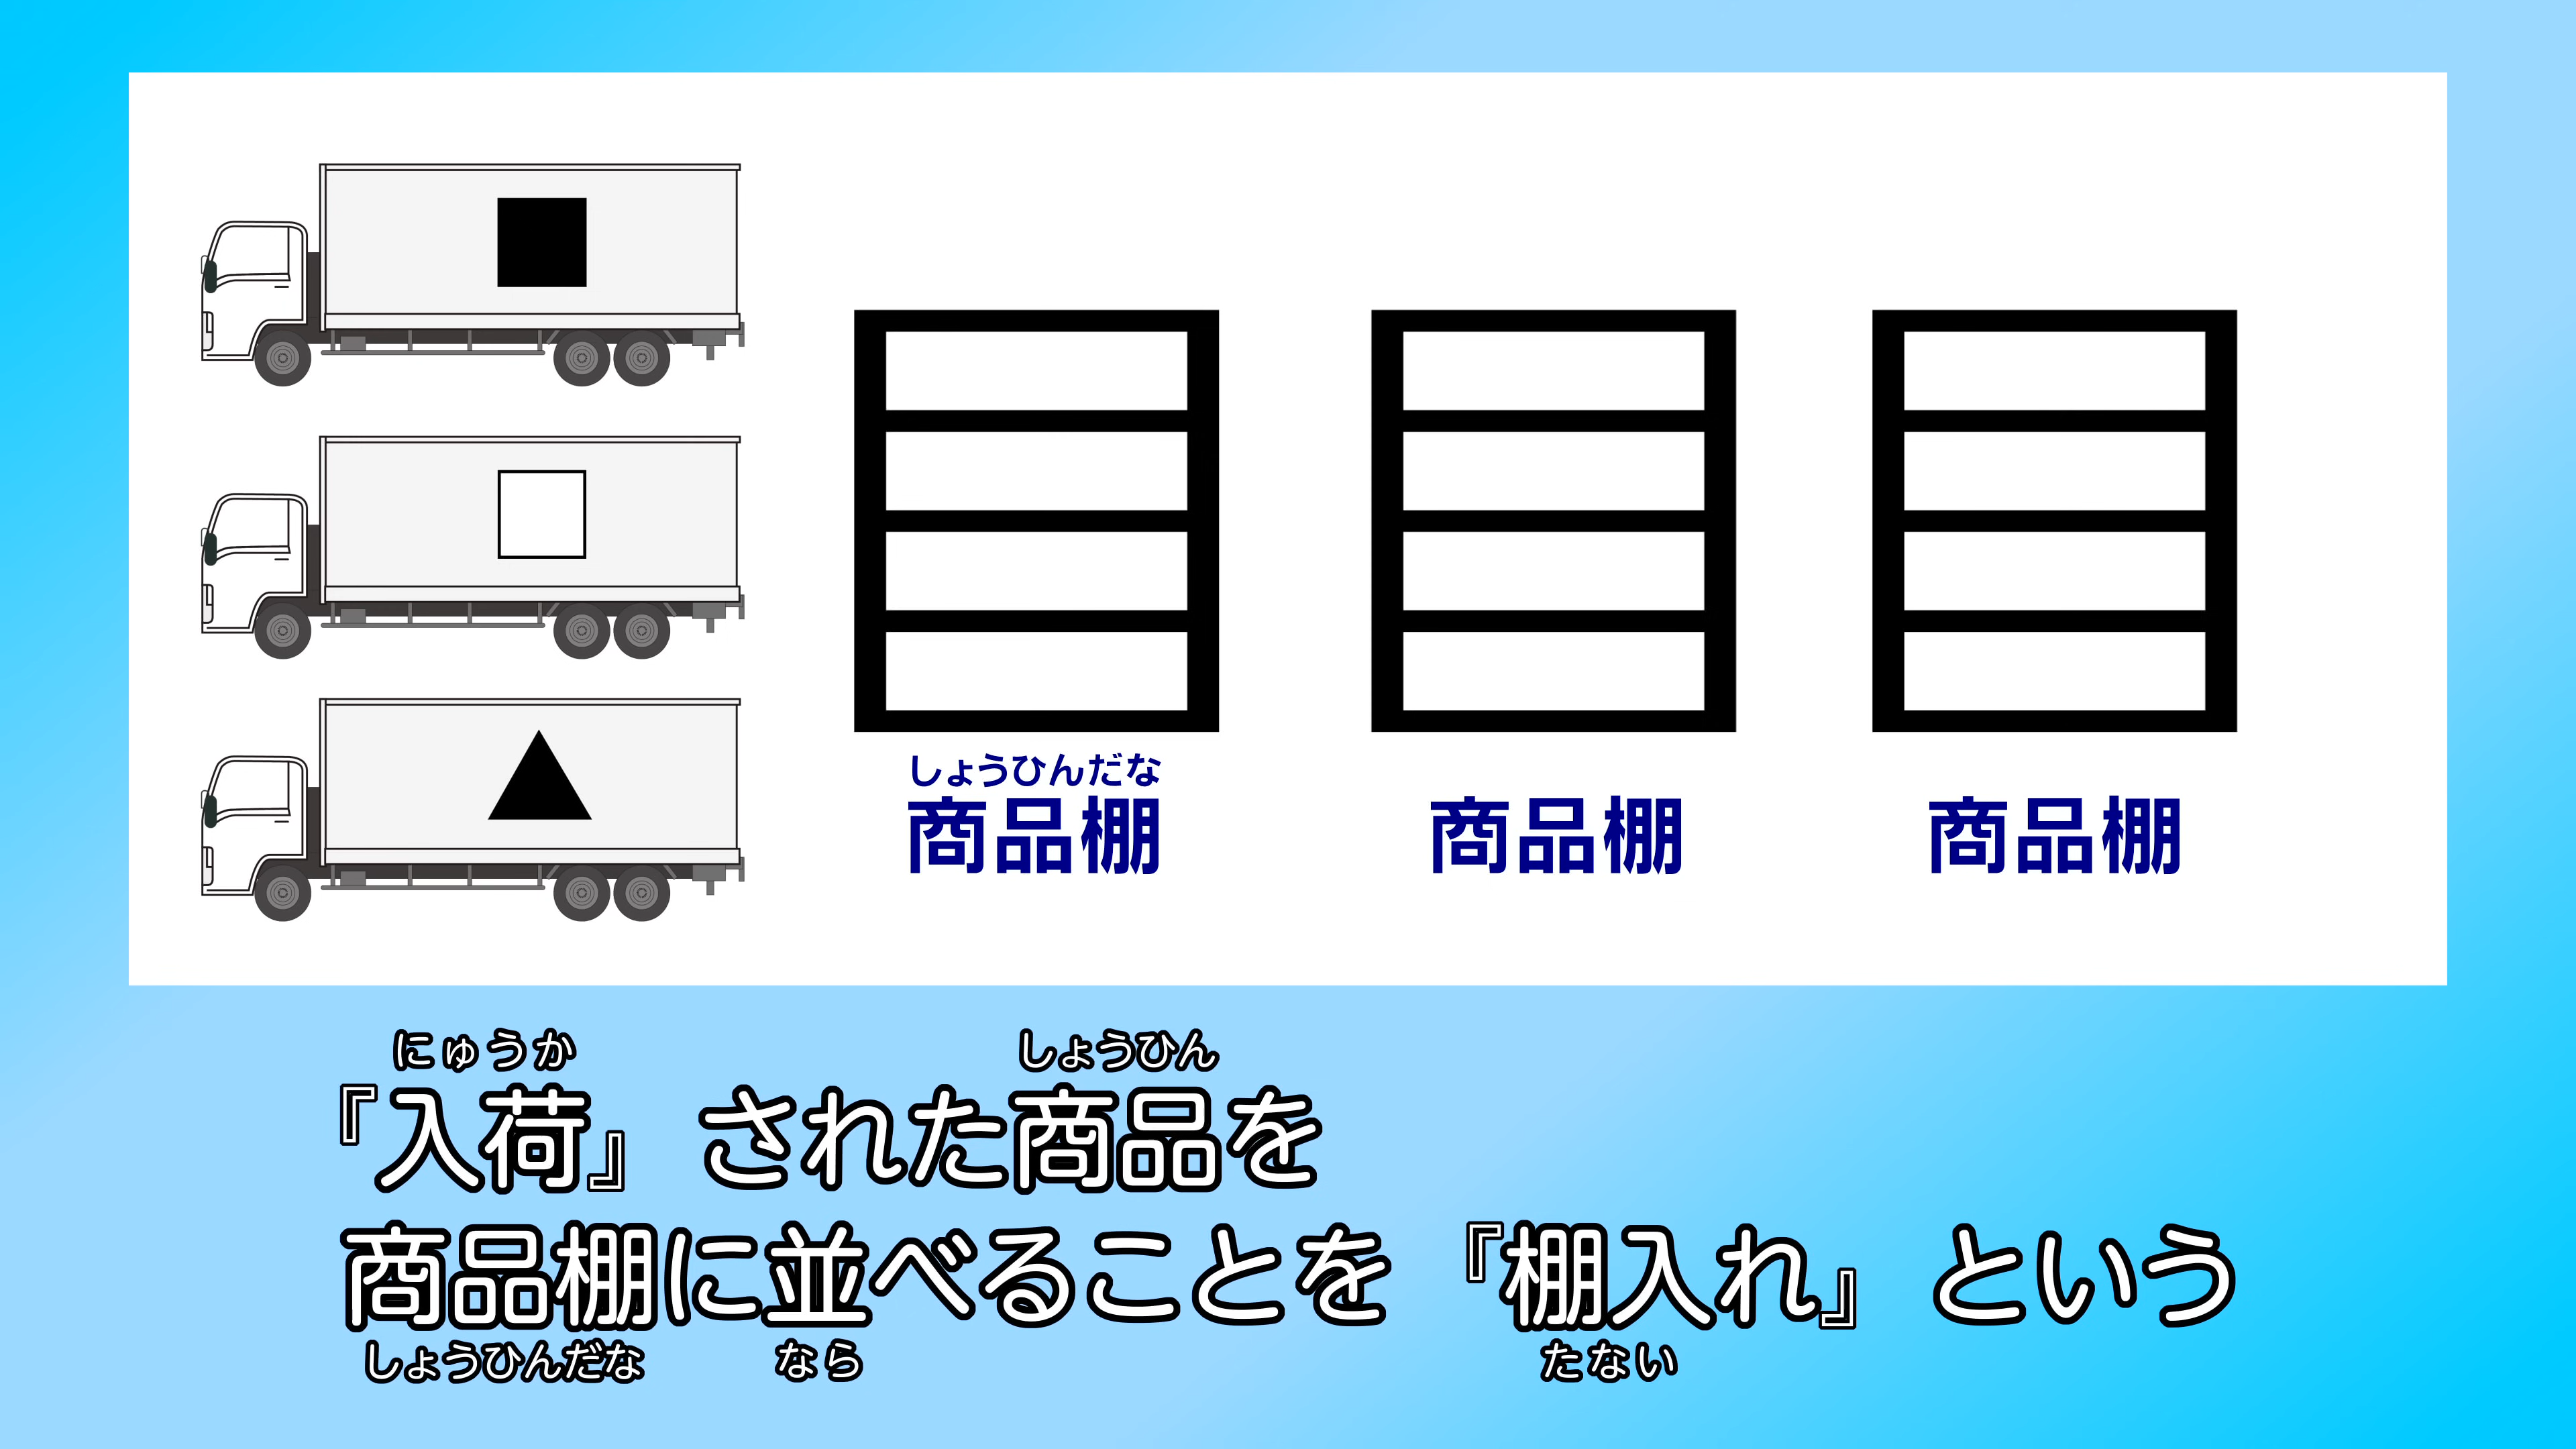 しょうひんだな
商品棚 商品棚 商品棚
にゅうか しょうひん
『入荷』された商品を
商品棚に並べることを『棚入れ』という
しょうひんだな なら たない